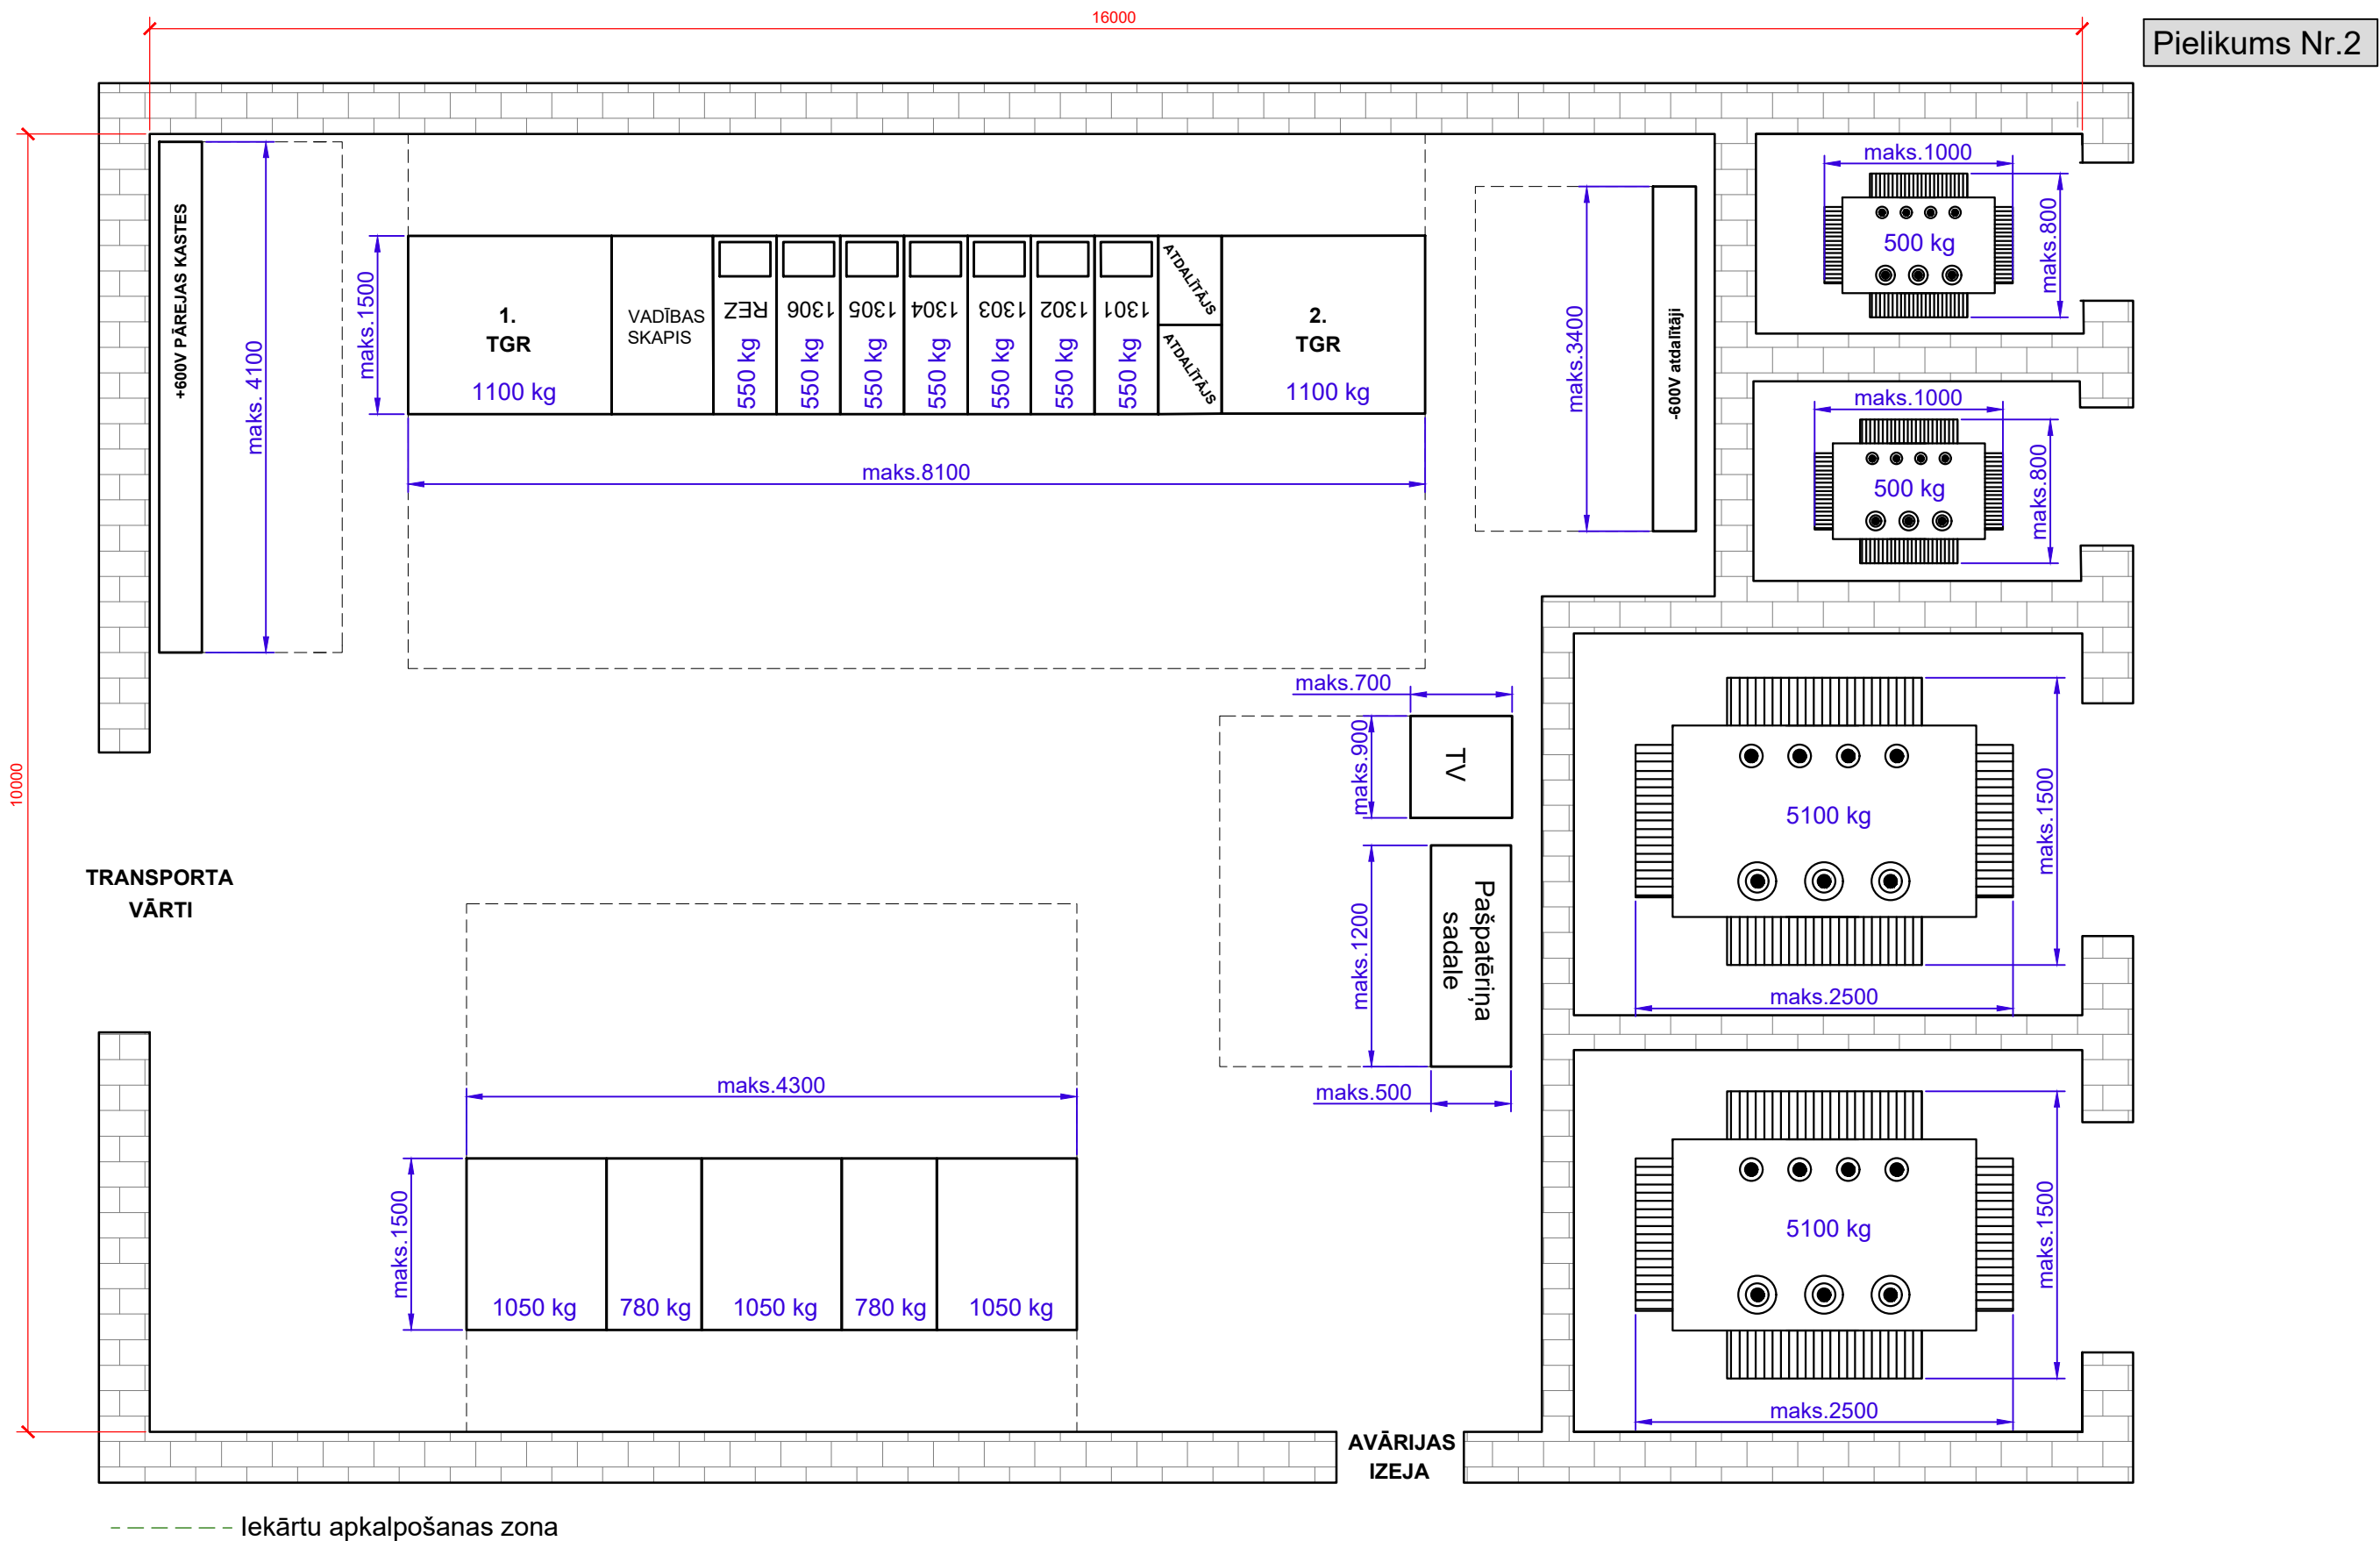 16000
Pielikums Nr.2
10000
+600V PĀREJAS KASTES
maks. 4100
maks.1500
1.
TGR
1100 kg
VADĪBAS
SKAPIS
REZ
550 kg
1306
550 kg
1305
550 kg
1304
550 kg
1303
550 kg
1302
550 kg
1301
550 kg
ATDALĪTĀJS
ATDALĪTĀJS
2.
TGR
1100 kg
maks.8100
maks.3400
-600V atdalītāji
maks.1000
500 kg
maks.800
maks.1000
500 kg
maks.800
maks.700
maks.900
TV
maks.1200
Pašpatēriņa
sadale
maks.500
5100 kg
maks.1500
maks.2500
5100 kg
maks.1500
maks.2500
TRANSPORTA
VĀRTI
maks.4300
maks.1500
1050 kg
780 kg
1050 kg
780 kg
1050 kg
AVĀRIJAS
IZEJA
Iekārtu apkalpošanas zona